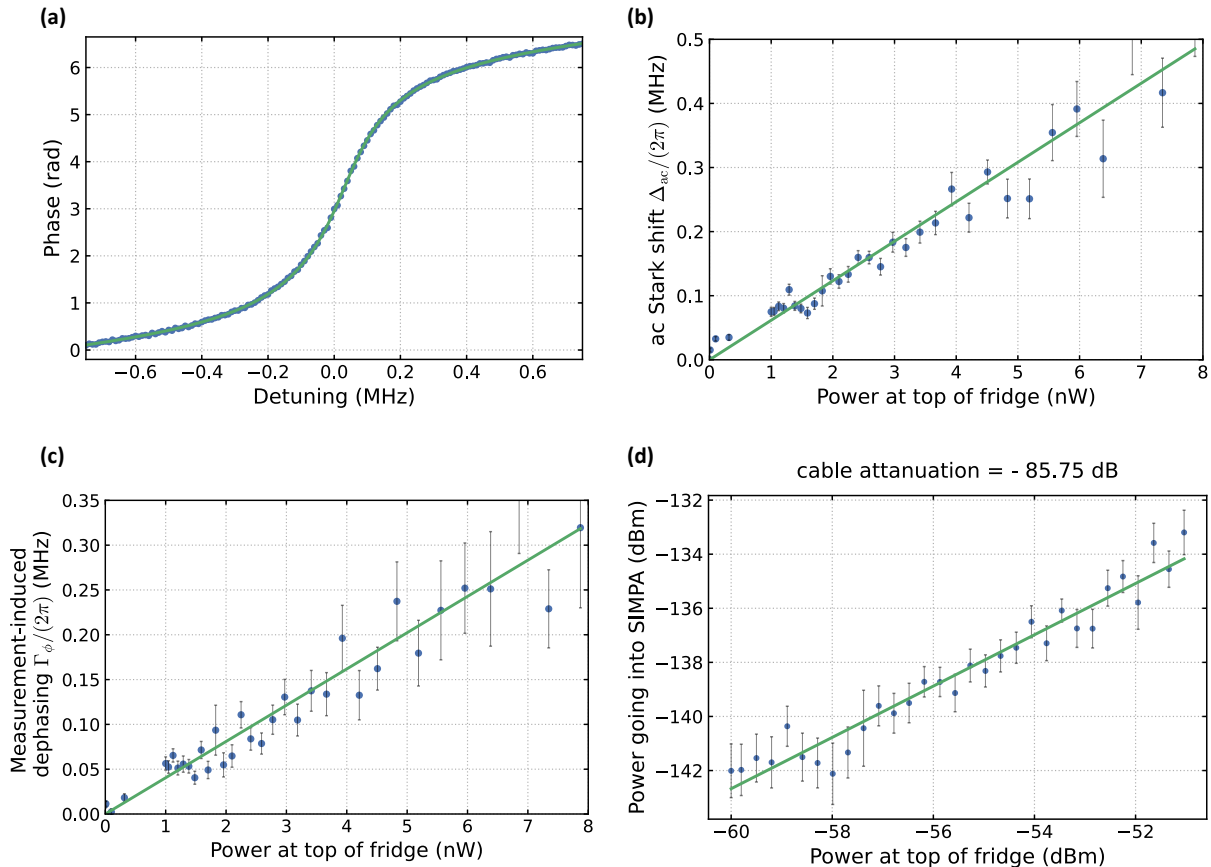 (a)
Phase (rad)
6
5
4
3
2
1
0
−0.6 −0.4 −0.2 0.0 0.2 0.4 0.6
Detuning (MHz)
(b)
ac Stark shift Δac/(2π) (MHz)
0.5
0.4
0.3
0.2
0.1
0.0
0 1 2 3 4 5 6 7 8
Power at top of fridge (nW)
(c)
Measurement-induced
dephasing Γϕ/(2π) (MHz)
0.35
0.30
0.25
0.20
0.15
0.10
0.05
0.00
0 1 2 3 4 5 6 7 8
Power at top of fridge (nW)
(d)
cable attanuation = - 85.75 dB
Power going into SIMPA (dBm)
−132
−134
−136
−138
−140
−142
−60 −58 −56 −54 −52
Power at top of fridge (dBm)